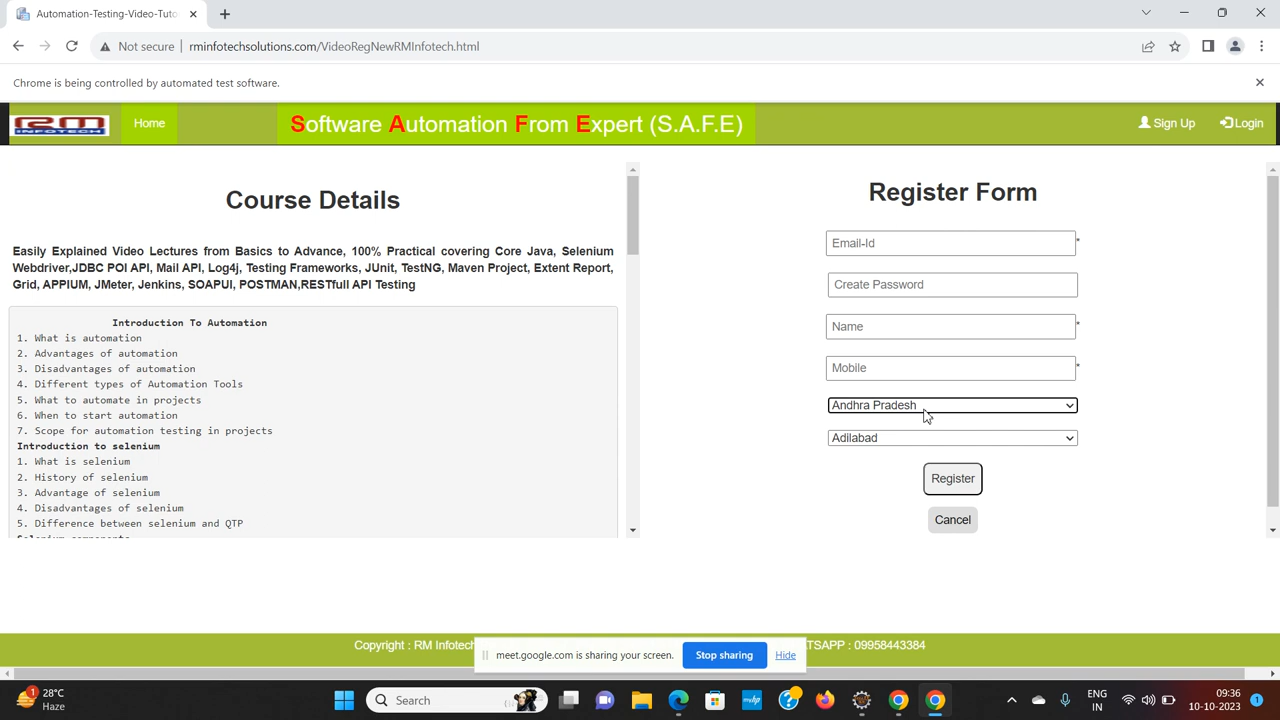 Automation-Testing-Video-Tuto
Not secure
rminfotechsolutions.com/VideoRegNewRMInfotech.html
Chrome is being controlled by automated test software.
RM
INFOTECH
Home
Software Automation From Expert (S.A.F.E)
Sign Up
Login
Course Details
Easily Explained Video Lectures from Basics to Advance, 100% Practical covering Core Java, Selenium
Webdriver,JDBC POI API, Mail API, Log4j, Testing Frameworks, JUnit, TestNG, Maven Project, Extent Report,
Grid, APPIUM, JMeter, Jenkins, SOAPUI, POSTMAN,RESTfull API Testing
Introduction To Automation
1. What is automation
2. Advantages of automation
3. Disadvantages of automation
4. Different types of Automation Tools
5. What to automate in projects
6. When to start automation
7. Scope for automation testing in projects
Introduction to selenium
1. What is selenium
2. History of selenium
3. Advantage of selenium
4. Disadvantages of selenium
5. Difference between selenium and QTP
Register Form
Email-Id *
Create Password
Name *
Mobile *
Andhra Pradesh
Adilabad
Register
Cancel
Copyright : RM Infotech
TSAPP : 09958443384
meet.google.com is sharing your screen.
Stop sharing
Hide
1
28°C
Haze
Search
ENG
IN
09:36
10-10-2023
1